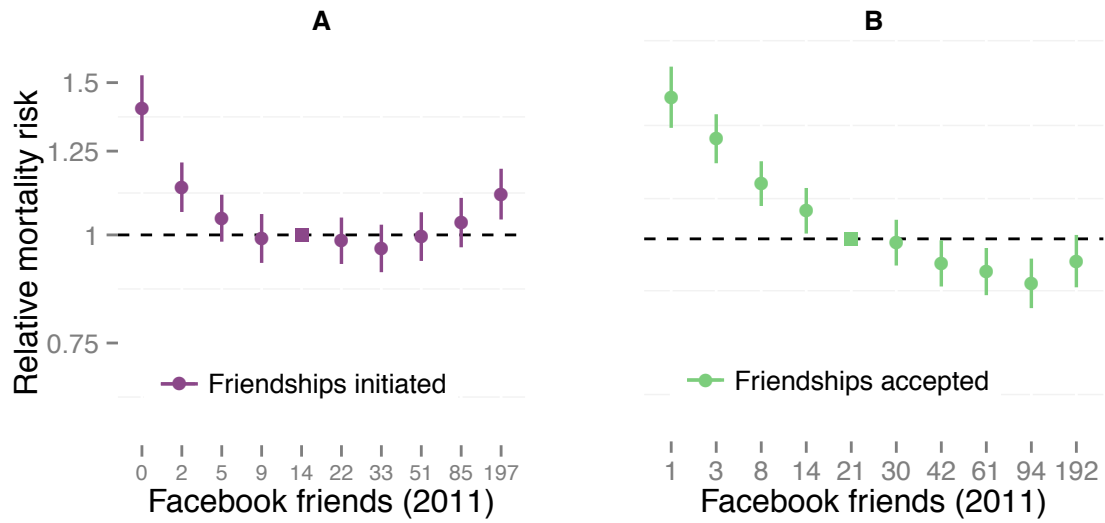 A
Relative mortality risk
1.5
1.25
1
0.75
Friendships initiated
0 2 5 9 14 22 33 51 85 197
Facebook friends (2011)
B
Friendships accepted
1 3 8 14 21 30 42 61 94 192
Facebook friends (2011)